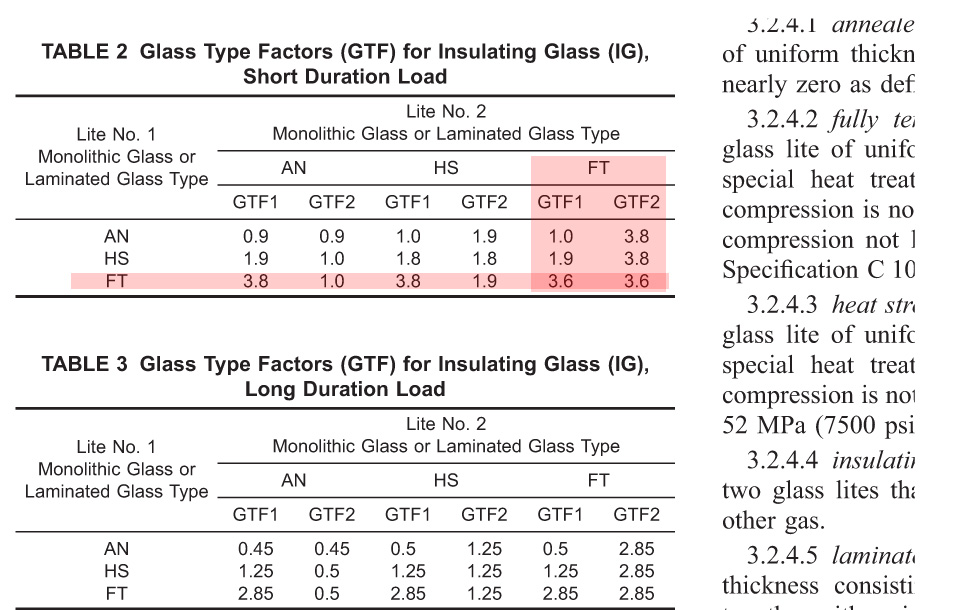 TABLE 2 Glass Type Factors (GTF) for Insulating Glass (IG),
Short Duration Load
Lite No. 1
Monolithic Glass or
Laminated Glass Type
Lite No. 2
Monolithic Glass or Laminated Glass Type
AN HS FT
GTF1 GTF2 GTF1 GTF2 GTF1 GTF2
AN 0.9 0.9 1.0 1.9 1.0 3.8
HS 1.9 1.0 1.8 1.8 1.9 3.8
FT 3.8 1.0 3.8 1.9 3.6 3.6
TABLE 3 Glass Type Factors (GTF) for Insulating Glass (IG),
Long Duration Load
Lite No. 1
Monolithic Glass or
Laminated Glass Type
Lite No. 2
Monolithic Glass or Laminated Glass Type
AN HS FT
GTF1 GTF2 GTF1 GTF2 GTF1 GTF2
AN 0.45 0.45 0.5 1.25 0.5 2.85
HS 1.25 0.5 1.25 1.25 1.25 2.85
FT 2.85 0.5 2.85 1.25 2.85 2.85
3.2.4.1
of uniform
nearly zero as
3.2.4.2 fully
glass lite of
special heat
compression is
compression not
Specification C
3.2.4.3 heat
glass lite of
special heat
compression is
52 MPa (7500 psi
3.2.4.4
two glass lites
other gas.
3.2.4.5
thickness